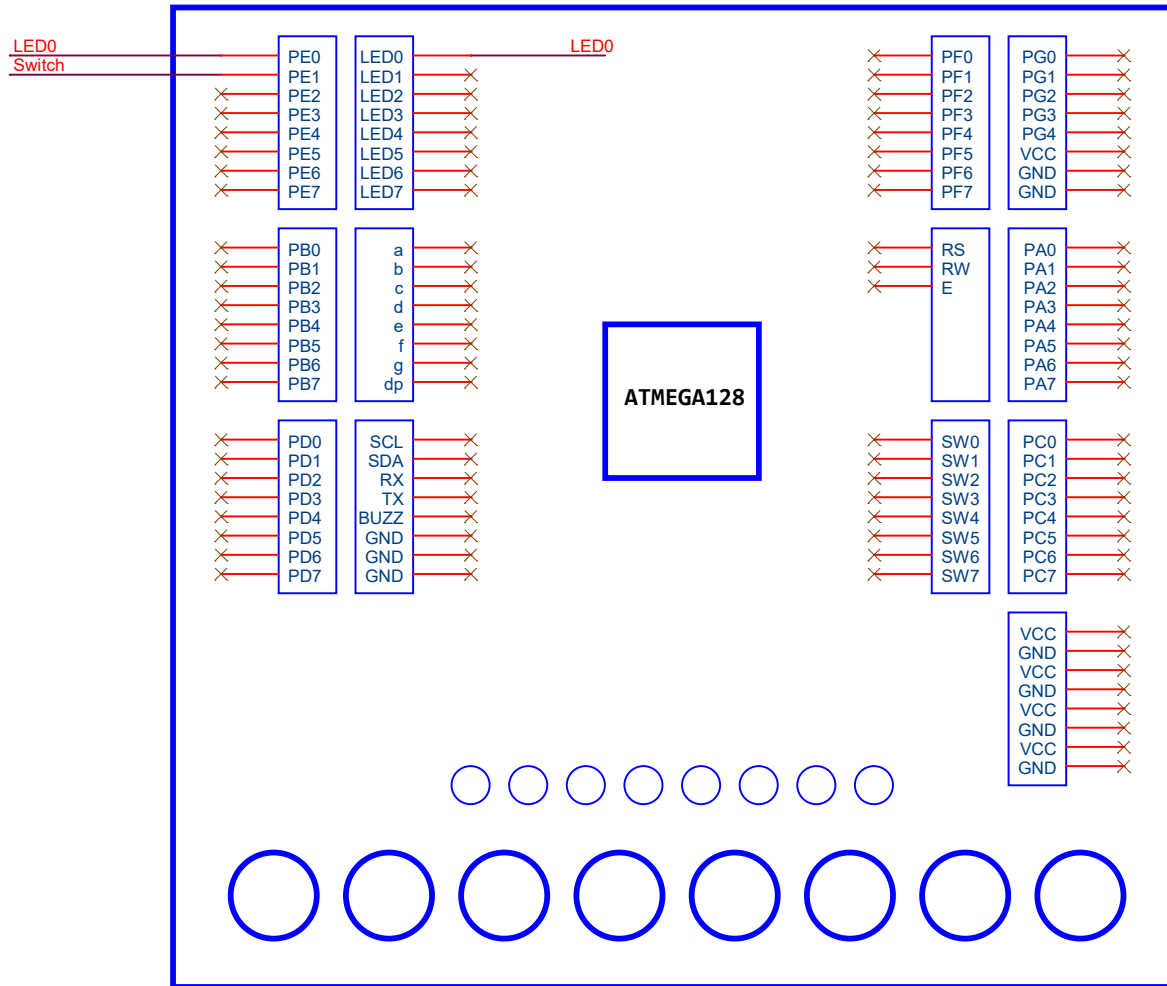 LED0
Switch
LED0
PE0
PE1
PE2
PE3
PE4
PE5
PE6
PE7
LED0
LED1
LED2
LED3
LED4
LED5
LED6
LED7
PF0
PF1
PF2
PF3
PF4
PF5
PF6
PF7
PG0
PG1
PG2
PG3
PG4
VCC
GND
GND
PB0
PB1
PB2
PB3
PB4
PB5
PB6
PB7
a
b
c
d
e
f
g
dp
RS
RW
E
PA0
PA1
PA2
PA3
PA4
PA5
PA6
PA7
ATMEGA128
PD0
PD1
PD2
PD3
PD4
PD5
PD6
PD7
SCL
SDA
RX
TX
BUZZ
GND
GND
GND
SW0
SW1
SW2
SW3
SW4
SW5
SW6
SW7
PC0
PC1
PC2
PC3
PC4
PC5
PC6
PC7
VCC
GND
VCC
GND
VCC
GND
VCC
GND